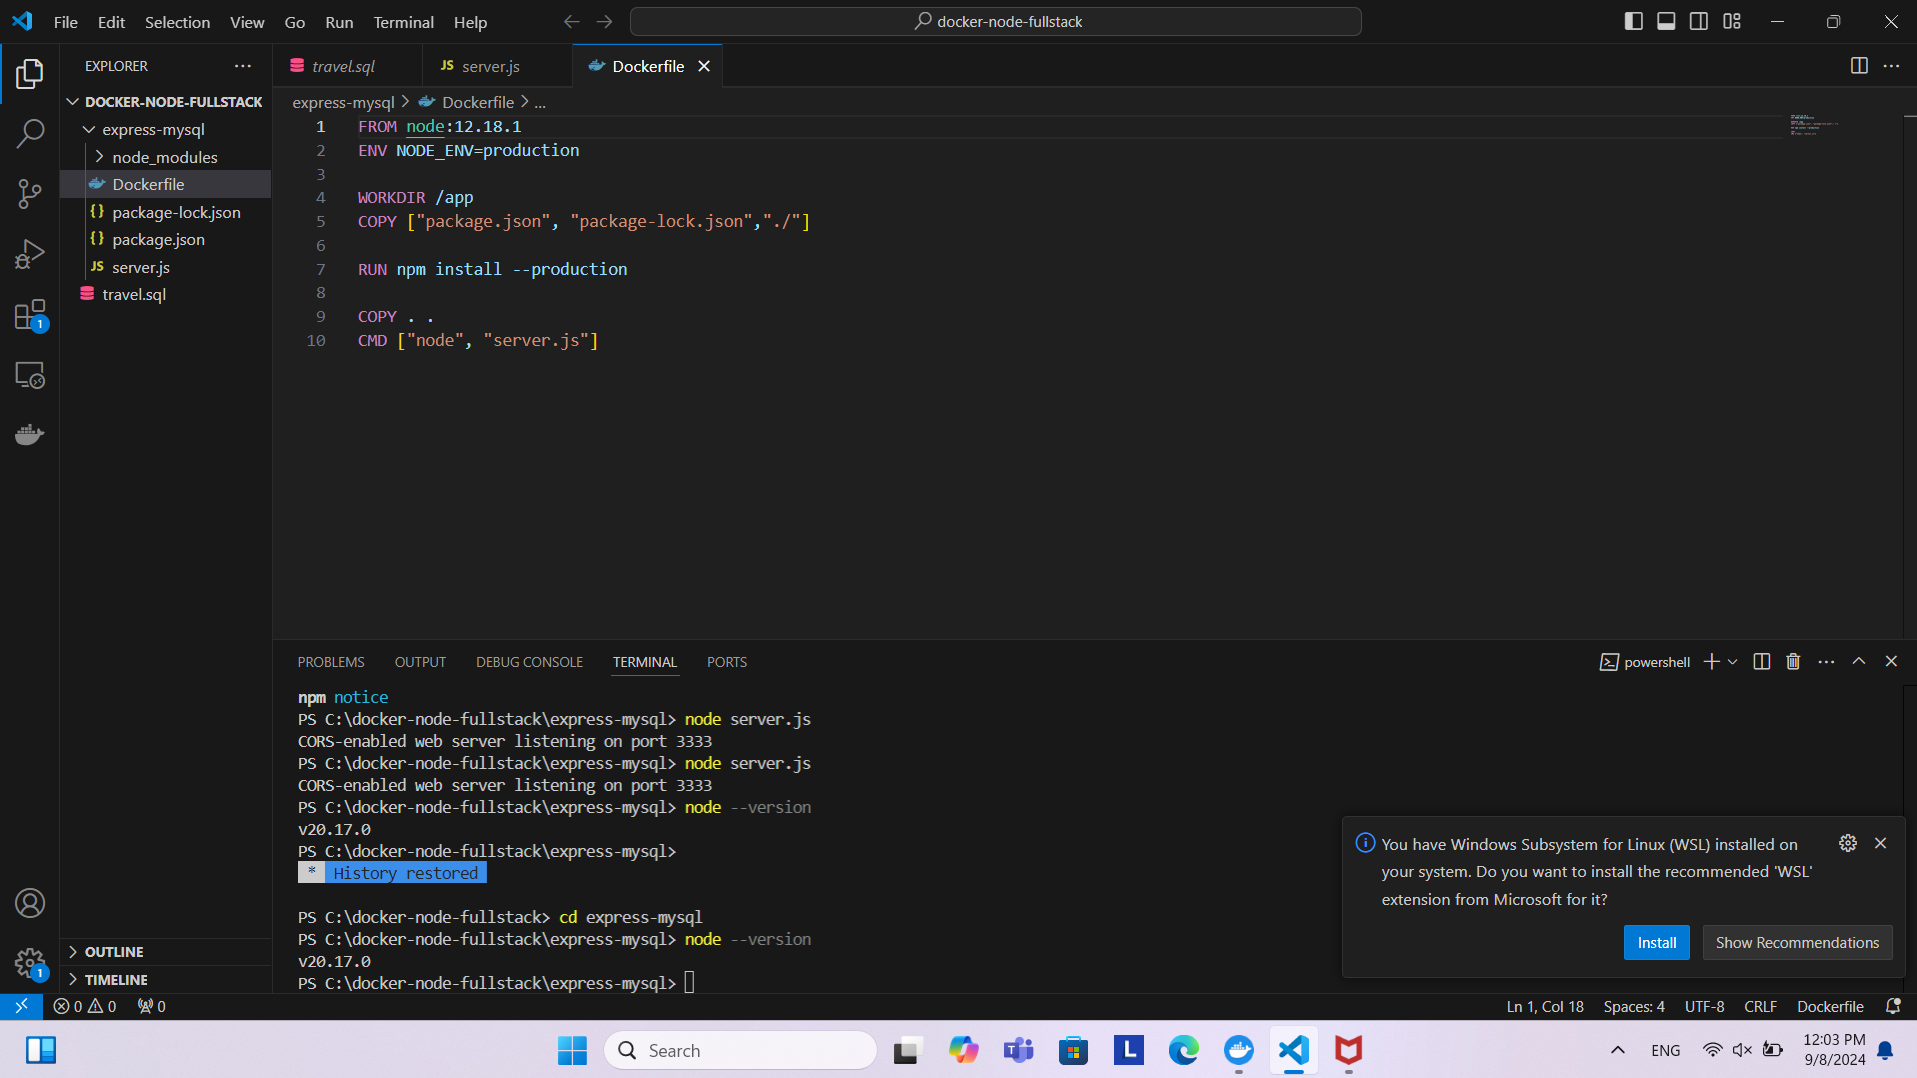 File Edit Selection View Go Run Terminal Help
docker-node-fullstack
EXPLORER
travel.sql
JS server.js
Dockerfile
DOCKER-NODE-FULLSTACK
express-mysql
node_modules
Dockerfile
{} package-lock.json
{} package.json
JS server.js
travel.sql
express-mysql > Dockerfile > ...
1 FROM node:12.18.1
2 ENV NODE_ENV=production
3
4 WORKDIR /app
5 COPY ["package.json", "package-lock.json","./"]
6
7 RUN npm install --production
8
9 COPY . .
10 CMD ["node", "server.js"]
1
PROBLEMS OUTPUT DEBUG CONSOLE TERMINAL PORTS
powershell
npm notice
PS C:\docker-node-fullstack\express-mysql> node server.js
CORS-enabled web server listening on port 3333
PS C:\docker-node-fullstack\express-mysql> node server.js
CORS-enabled web server listening on port 3333
PS C:\docker-node-fullstack\express-mysql> node --version
v20.17.0
PS C:\docker-node-fullstack\express-mysql>
* History restored
PS C:\docker-node-fullstack> cd express-mysql
PS C:\docker-node-fullstack\express-mysql> node --version
v20.17.0
PS C:\docker-node-fullstack\express-mysql>
You have Windows Subsystem for Linux (WSL) installed on
your system. Do you want to install the recommended 'WSL'
extension from Microsoft for it?
Install
Show Recommendations
OUTLINE
TIMELINE
1
0 0 0
Ln 1, Col 18 Spaces: 4 UTF-8 CRLF Dockerfile
Search
L
ENG
12:03 PM
9/8/2024